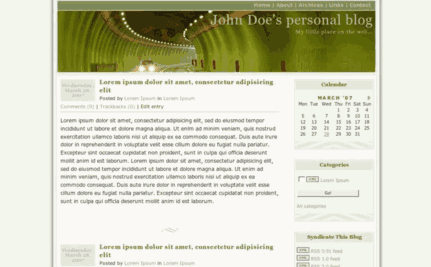 Home | About | Archives | Links | Contact
John Doe's personal blog
My little place on the web...
Wednesday
March 28,
2007
Lorem ipsum dolor sit amet, consectetur adipisicing
elit
Posted by Lorem Ipsum in Lorem Ipsum
Comments (0) | Trackbacks (0) | Edit entry
Lorem ipsum dolor sit amet, consectetur adipisicing elit, sed do eiusmod tempor
incididunt ut labore et dolore magna aliqua. Ut enim ad minim veniam, quis nostrud
exercitation ullamco laboris nisi ut aliquip ex ea commodo consequat. Duis aute irure
dolor in reprehenderit in voluptate velit esse cillum dolore eu fugiat nulla pariatur.
Excepteur sint occaecat cupidatat non proident, sunt in culpa qui officia deserunt
mollit anim id est laborum. Lorem ipsum dolor sit amet, consectetur adipisicing elit,
sed do eiusmod tempor incididunt ut labore et dolore magna aliqua. Ut enim ad
minim veniam, quis nostrud exercitation ullamco laboris nisi ut aliquip ex ea commodo
consequat. Duis aute irure dolor in reprehenderit in voluptate velit esse cillum dolore
eu fugiat nulla pariatur. Excepteur sint occaecat cupidatat non proident, sunt in
culpa qui officia deserunt mollit anim id est laborum.
Wednesday
March 28,
2007
Lorem ipsum dolor sit amet, consectetur adipisicing
elit
Posted by Lorem Ipsum in Lorem Ipsum
Calendar
MARCH '07
Mon Tue Wed Thu Fri Sat Sun
1 2 3 4
5 6 7 8 9 10 11
12 13 14 15 16 17 18
19 20 21 22 23 24 25
26 27 28 29 30 31
Categories
XML Lorem Ipsum
Go!
All categories
Syndicate This Blog
XML RSS 0.91 feed
XML RSS 1.0 feed